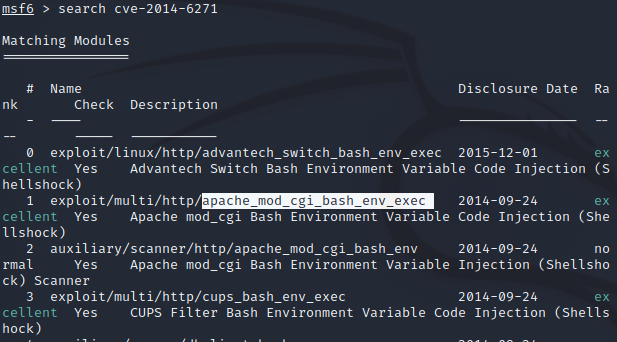 msf6 > search cve-2014-6271
Matching Modules
================
# Name Disclosure Date Ra
nk Check Description
- ---- --------------- --
-- ----- -----------
0 exploit/linux/http/advantech_switch_bash_env_exec 2015-12-01 ex
cellent Yes Advantech Switch Bash Environment Variable Code Injection (S
hellshock)
1 exploit/multi/http/apache_mod_cgi_bash_env_exec 2014-09-24 ex
cellent Yes Apache mod_cgi Bash Environment Variable Code Injection (She
llshock)
2 auxiliary/scanner/http/apache_mod_cgi_bash_env 2014-09-24 no
rmal Yes Apache mod_cgi Bash Environment Variable Injection (Shellsho
ck) Scanner
3 exploit/multi/http/cups_bash_env_exec 2014-09-24 ex
cellent Yes CUPS Filter Bash Environment Variable Code Injection (Shells
hock)